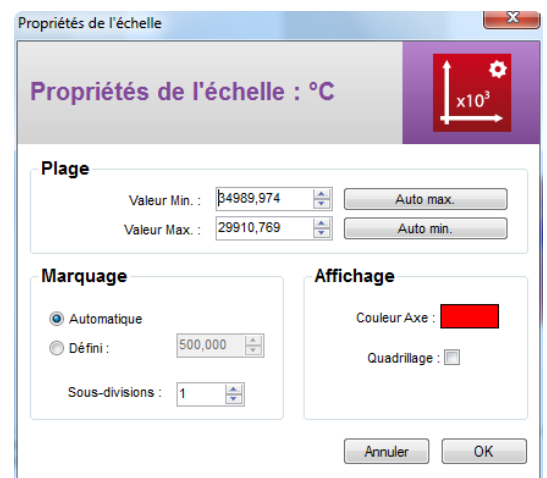 Propriétés de l'échelle
x
Propriétés de l'échelle : °C
x10³
Plage
Valeur Min. : 34989,974 Auto max.
Valeur Max. : 29910,769 Auto min.
Marquage
Automatique
Défini : 500,000
Sous-divisions : 1
Affichage
Couleur Axe :
Quadrillage :
Annuler OK